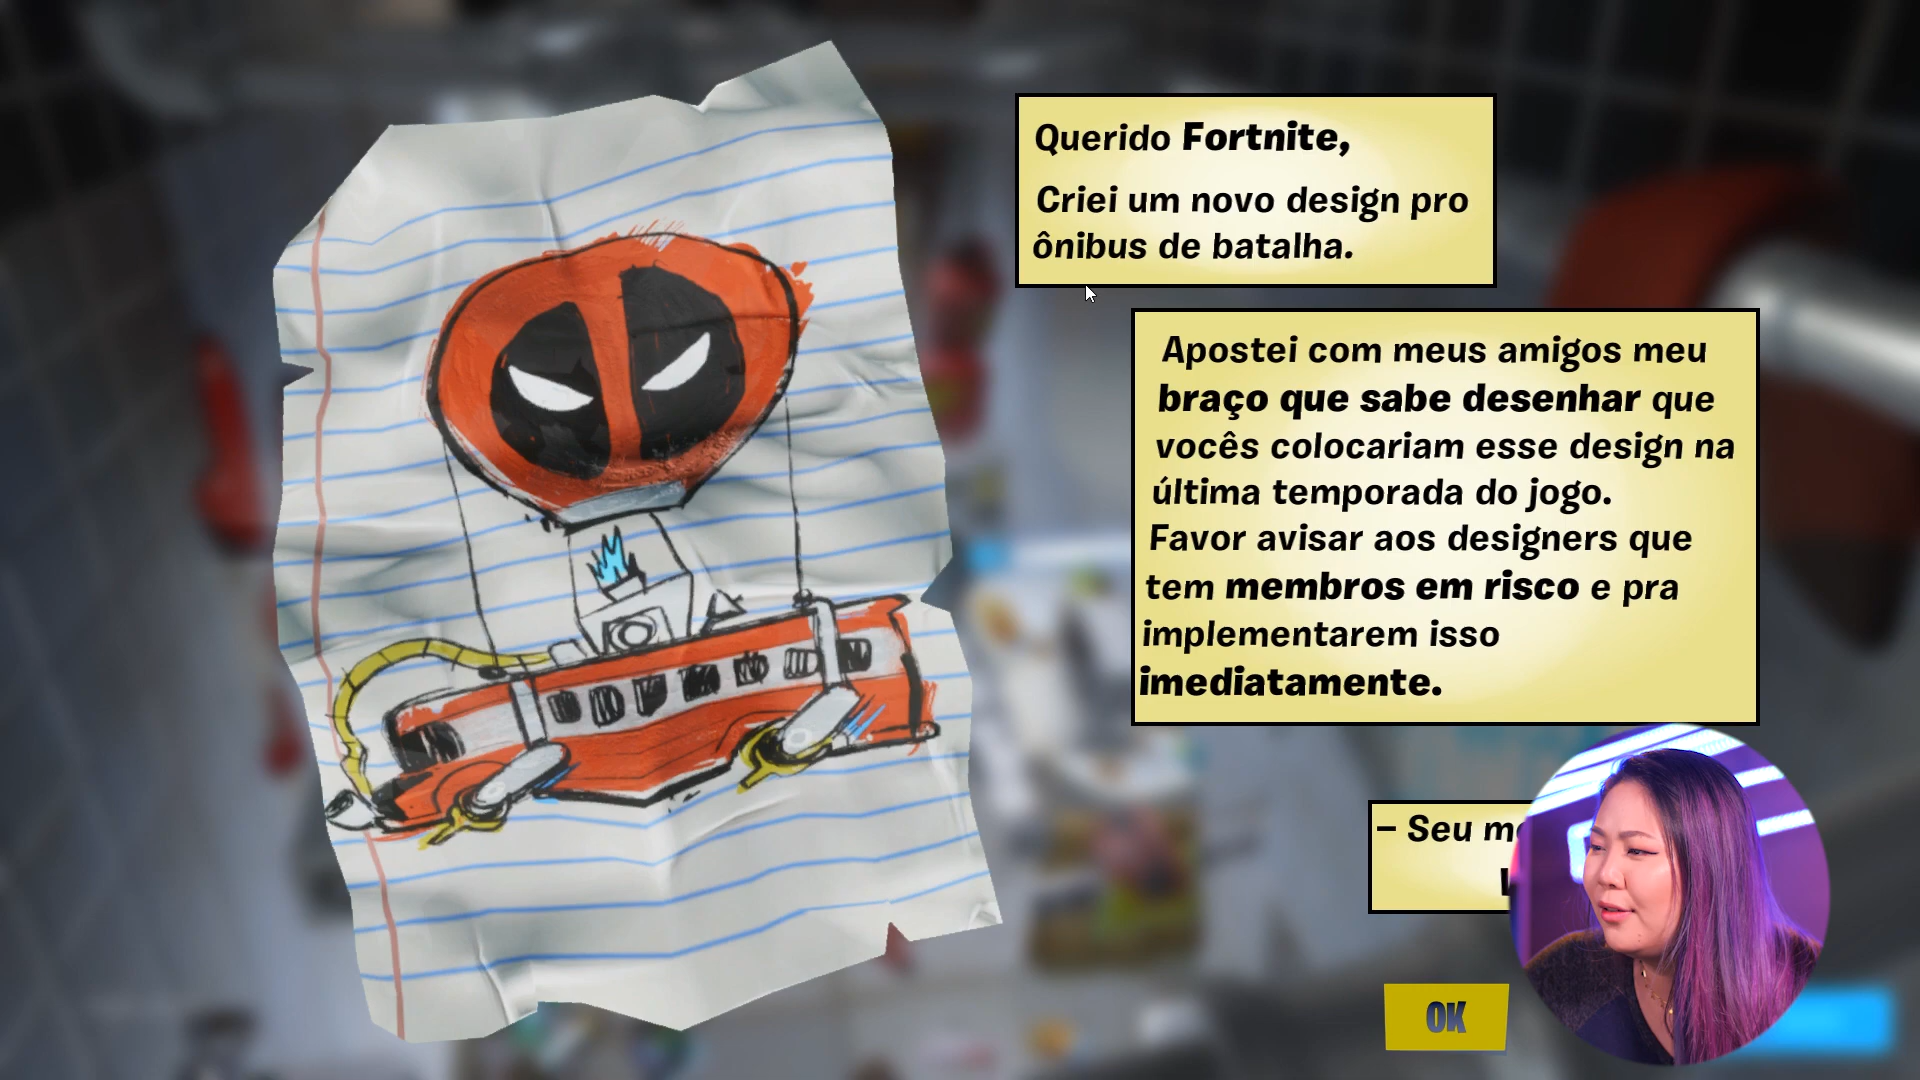 Querido Fortnite,
Criei um novo design pro
ônibus de batalha.
Apostei com meus amigos meu
braço que sabe desenhar que
vocês colocariam esse design na
última temporada do jogo.
Favor avisar aos designers que
tem membros em risco e pra
implementarem isso
imediatamente.
– Seu
OK